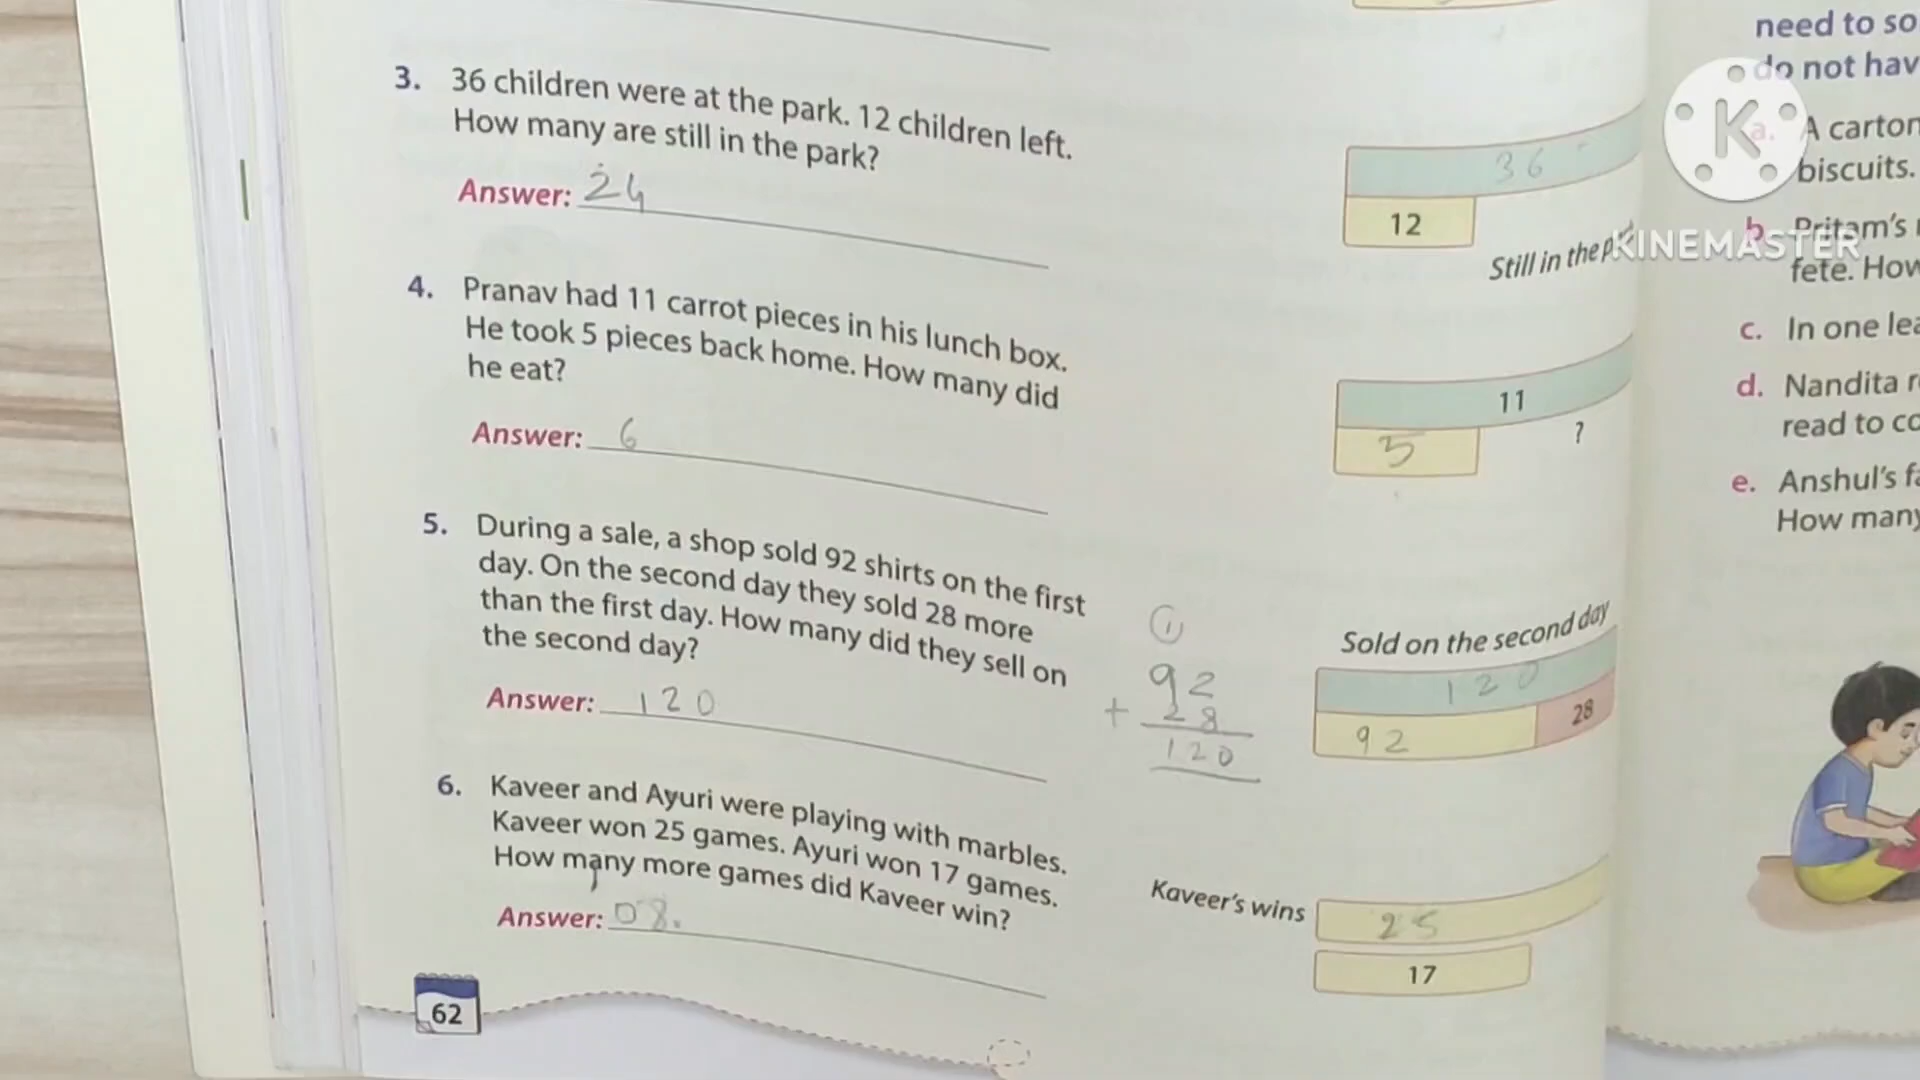 3. 36 children were at the park. 12 children left.
How many are still in the park?
Answer: 24
36
12
Still in the
4. Pranav had 11 carrot pieces in his lunch box.
He took 5 pieces back home. How many did
he eat?
Answer: 6
11
5
?
5. During a sale, a shop sold 92 shirts on the first
day. On the second day they sold 28 more
than the first day. How many did they sell on
the second day?
Answer: 120
1
92
+ 28
120
Sold on the second day
120
92 28
6. Kaveer and Ayuri were playing with marbles.
Kaveer won 25 games. Ayuri won 17 games.
How many more games did Kaveer win?
Answer: 08.
Kaveer's wins 25
17
62
need to so
do not hav
a. A carton
biscuits.
b. Pritam's
fete. How
c. In one lea
d. Nandita r
read to co
e. Anshul's fa
How many
K
KINEMASTER